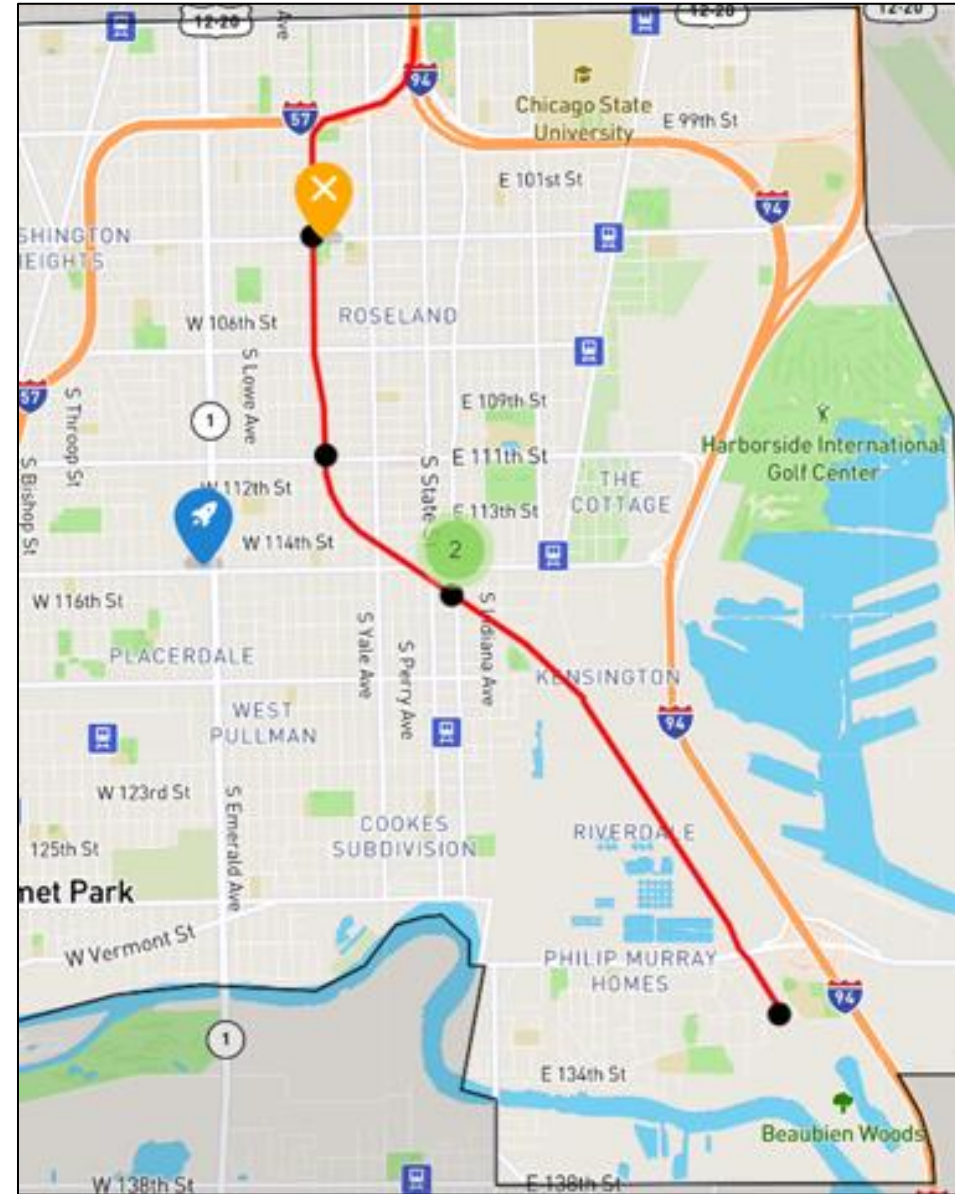 12-20
12-20
12-20
Ave
94
Chicago State
University
E 99th St
57
E 101st St
94
SHINGTON
HEIGHTS
ROSELAND
W 106th St
S Lowe Ave
57
S Throop St
E 109th St
1
Harborside International
Golf Center
S State St
E 111th St
S Bishop St
W 112th St
THE
COTTAGE
E 113th St
W 114th St
2
W 116th St
S Indiana Ave
S Yale Ave
S Perry Ave
PLACERDALE
KENSINGTON
WEST
PULLMAN
94
W 123rd St
S Emerald Ave
COOKES
SUBDIVISION
RIVERDALE
125th St
met Park
W Vermont St
PHILIP MURRAY
HOMES
94
1
E 134th St
Beaubien Woods
W 138th St
E 138th St